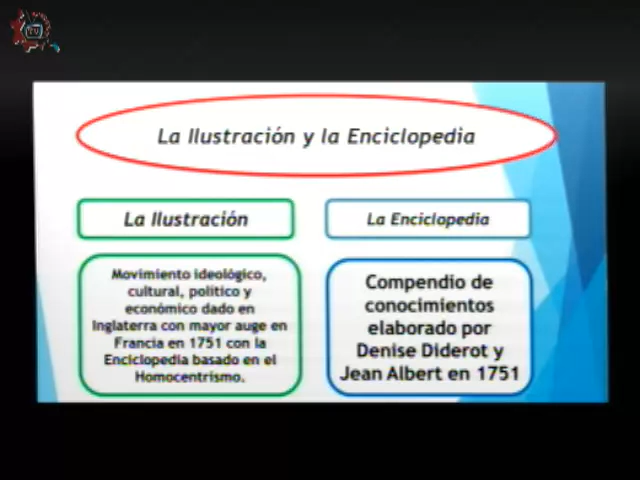 La Ilustración y la Enciclopedia
La Ilustración
La Enciclopedia
Movimiento ideológico,
cultural, político y
económico dado en
Inglaterra con mayor auge en
Francia en 1751 con la
Enciclopedia basado en el
Homocentrismo.
Compendio de
conocimientos
elaborado por
Denise Diderot y
Jean Albert en 1751